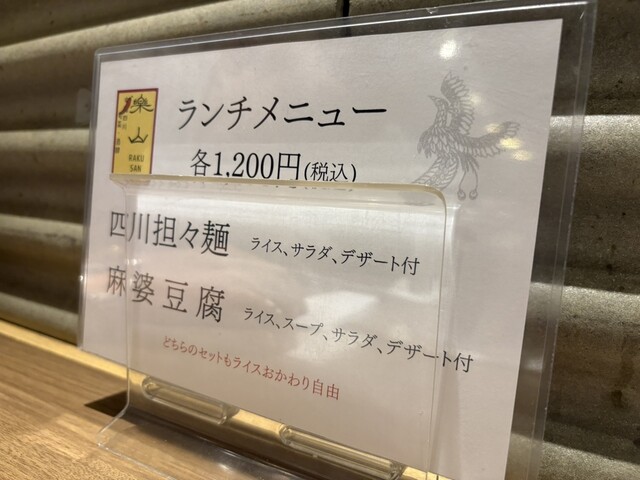 樂山
RAKU
SAN
ランチメニュー
各1,200円(税込)
四川担々麺 ライス、サラダ、デザート付
麻婆豆腐 ライス、スープ、サラダ、デザート付
どちらのセットもライスおかわり自由